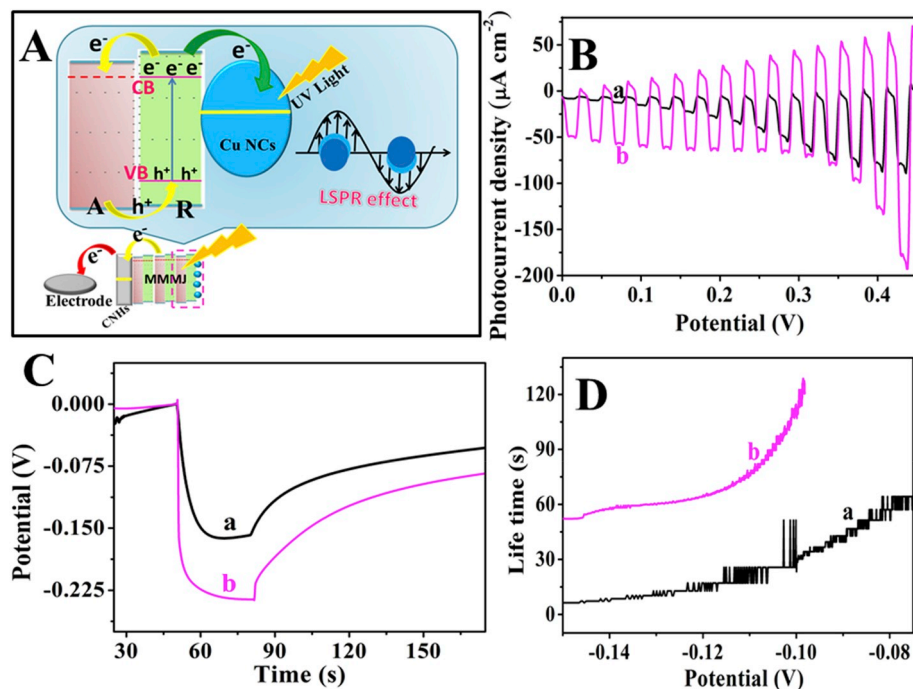 A
e⁻ e⁻
e⁻ e⁻ e⁻
CB
UV Light
Cu NCs
VB h⁺ h⁺
LSPR effect
A h⁺ R
e⁻
e⁻
MMMJ
Electrode
CNHs
B
Photocurrent density (µA cm⁻²)
50
0
-50
-100
-150
-200
a
b
0.0 0.1 0.2 0.3 0.4
Potential (V)
C
Potential (V)
0.000
-0.075
-0.150
-0.225
a
b
30 60 90 120 150
Time (s)
D
Life time (s)
120
90
60
30
0
b
a
-0.14 -0.12 -0.10 -0.08
Potential (V)